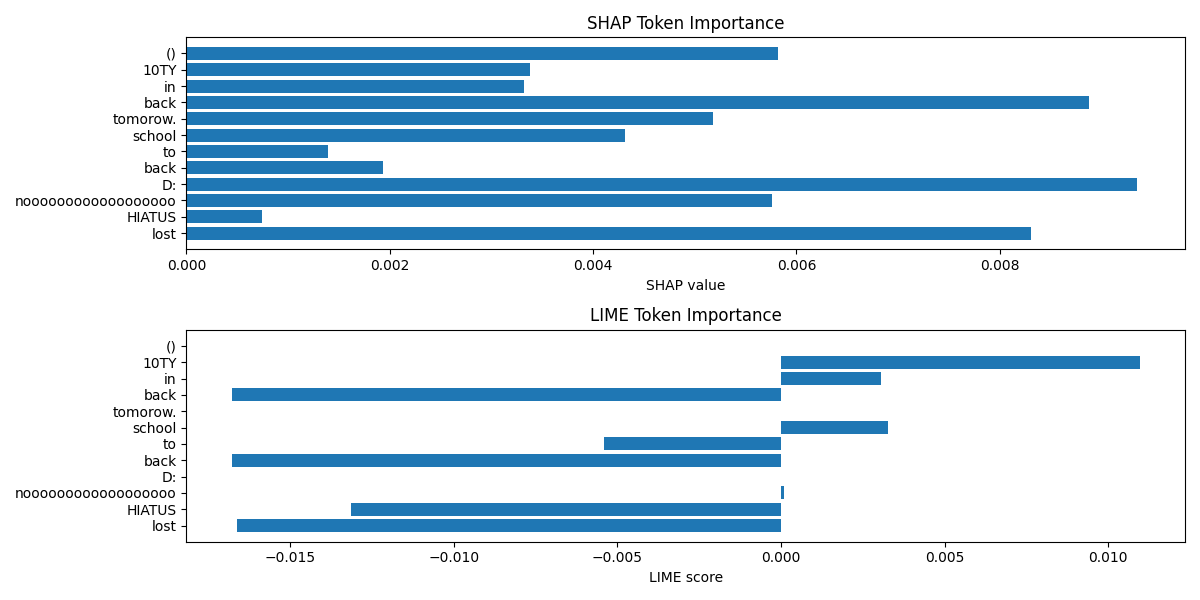 SHAP Token Importance
()
10TY
in
back
tomorow.
school
to
back
D:
noooooooooooooooooo
HIATUS
lost
0.000 0.002 0.004 0.006 0.008
SHAP value
LIME Token Importance
()
10TY
in
back
tomorow.
school
to
back
D:
noooooooooooooooooo
HIATUS
lost
−0.015 −0.010 −0.005 0.000 0.005 0.010
LIME score